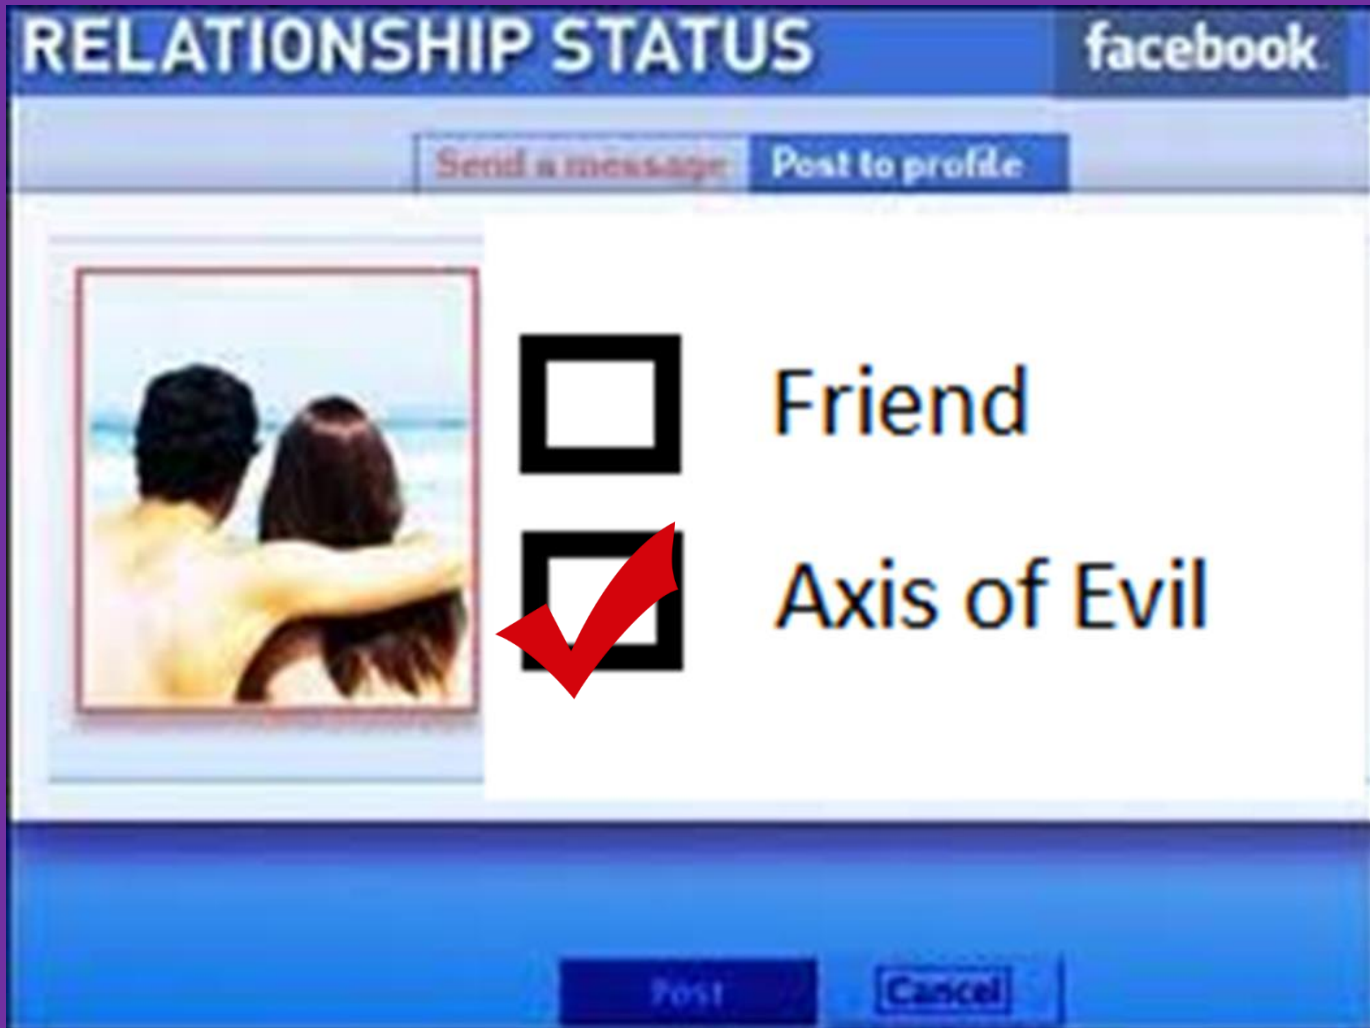 RELATIONSHIP STATUS facebook
Send a message Post to profile
Friend
Axis of Evil
Post Cancel